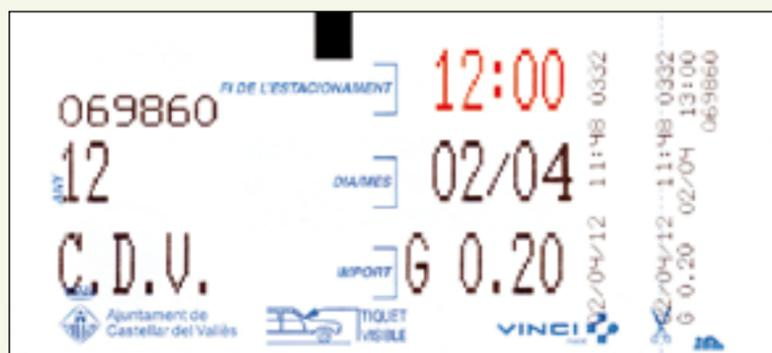 FI DE L'ESTACIONAMENT 12:00
069860
ANY 12 DIA/MES 02/04
C.D.V. IMPORT G 0.20
Ajuntament de
Castellar del Vallès
TIQUET
VISIBLE
VINCI
02/04/12 11:48 0332
02/04/12 11:48 0332
G 0.20 02/04 13:00
069860